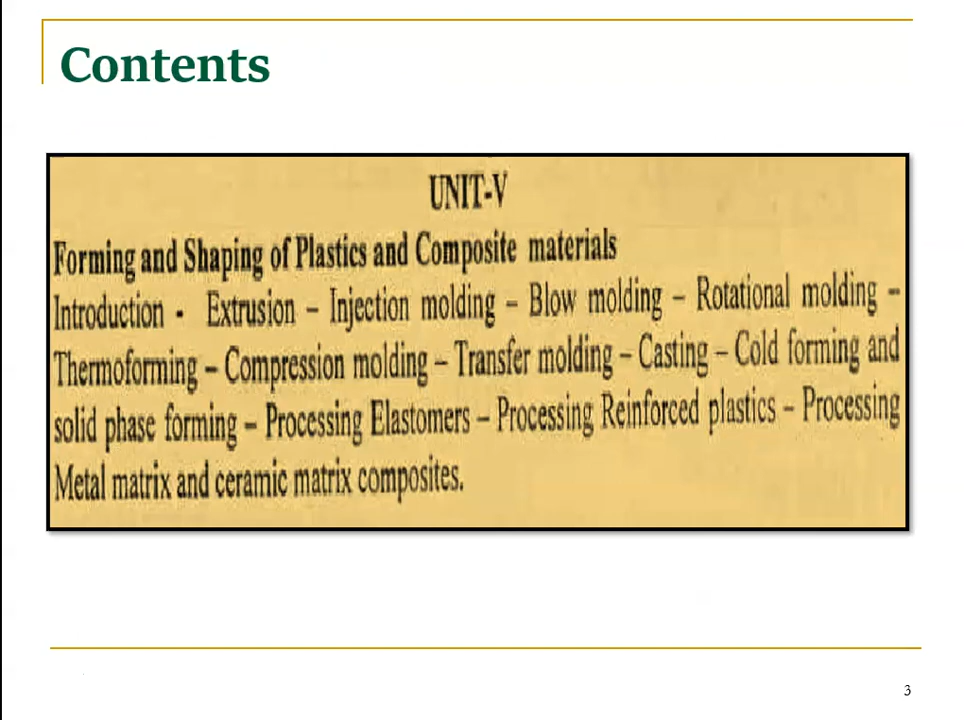 Contents
UNIT-V
Forming and Shaping of Plastics and Composite materials
Introduction - Extrusion – Injection molding – Blow molding – Rotational molding –
Thermoforming – Compression molding – Transfer molding – Casting – Cold forming and
solid phase forming – Processing Elastomers – Processing Reinforced plastics – Processing
Metal matrix and ceramic matrix composites.
3